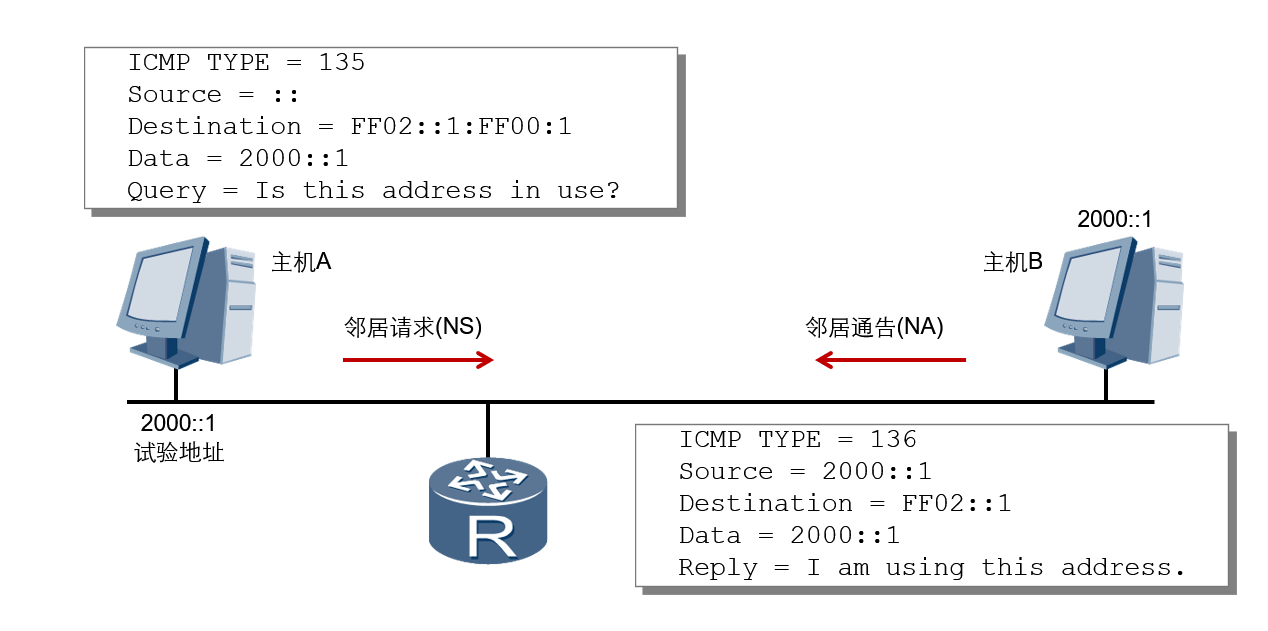 ICMP TYPE = 135
Source = ::
Destination = FF02::1:FF00:1
Data = 2000::1
Query = Is this address in use?
2000::1
主机A
主机B
邻居请求(NS)
邻居通告(NA)
2000::1
试验地址
R
ICMP TYPE = 136
Source = 2000::1
Destination = FF02::1
Data = 2000::1
Reply = I am using this address.